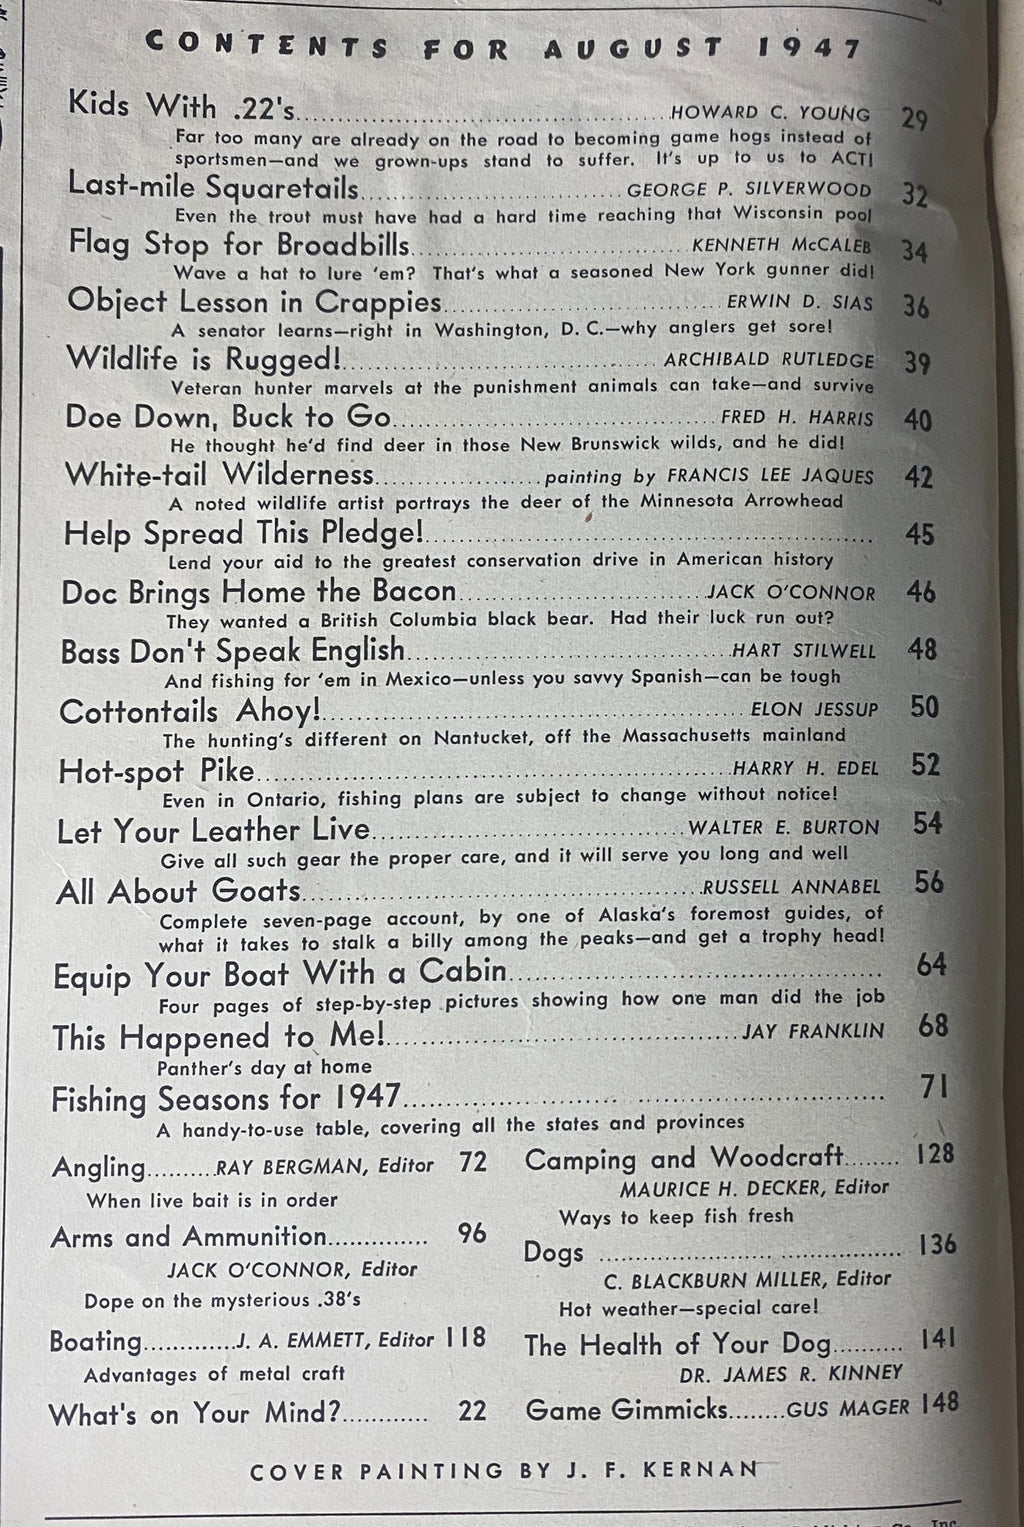 CONTENTS FOR AUGUST 1947
Kids With .22's HOWARD C. YOUNG 29
Far too many are already on the road to becoming game hogs instead of
sportsmen—and we grown-ups stand to suffer. It's up to us to ACT!
Last-mile Squaretails GEORGE P. SILVERWOOD 32
Even the trout must have had a hard time reaching that Wisconsin pool
Flag Stop for Broadbills KENNETH McCALEB 34
Wave a hat to lure 'em? That's what a seasoned New York gunner did!
Object Lesson in Crappies ERWIN D. SIAS 36
A senator learns—right in Washington, D. C.—why anglers get sore!
Wildlife is Rugged! ARCHIBALD RUTLEDGE 39
Veteran hunter marvels at the punishment animals can take—and survive
Doe Down, Buck to Go FRED H. HARRIS 40
He thought he'd find deer in those New Brunswick wilds, and he did!
White-tail Wilderness painting by FRANCIS LEE JAQUES 42
A noted wildlife artist portrays the deer of the Minnesota Arrowhead
Help Spread This Pledge! 45
Lend your aid to the greatest conservation drive in American history
Doc Brings Home the Bacon JACK O'CONNOR 46
They wanted a British Columbia black bear. Had their luck run out?
Bass Don't Speak English HART STILWELL 48
And fishing for 'em in Mexico—unless you savvy Spanish—can be tough
Cottontails Ahoy! ELON JESSUP 50
The hunting's different on Nantucket, off the Massachusetts mainland
Hot-spot Pike HARRY H. EDEL 52
Even in Ontario, fishing plans are subject to change without notice!
Let Your Leather Live WALTER E. BURTON 54
Give all such gear the proper care, and it will serve you long and well
All About Goats RUSSELL ANNABEL 56
Complete seven-page account, by one of Alaska's foremost guides, of
what it takes to stalk a billy among the peaks—and get a trophy head!
Equip Your Boat With a Cabin 64
Four pages of step-by-step pictures showing how one man did the job
This Happened to Me! JAY FRANKLIN 68
Panther's day at home
Fishing Seasons for 1947 71
A handy-to-use table, covering all the states and provinces
Angling RAY BERGMAN, Editor 72
When live bait is in order
Arms and Ammunition 96
JACK O'CONNOR, Editor
Dope on the mysterious .38's
Boating J. A. EMMETT, Editor 118
Advantages of metal craft
What's on Your Mind? 22
Camping and Woodcraft 128
MAURICE H. DECKER, Editor
Ways to keep fish fresh
Dogs 136
C. BLACKBURN MILLER, Editor
Hot weather—special care!
The Health of Your Dog 141
DR. JAMES R. KINNEY
Game Gimmicks GUS MAGER 148
COVER PAINTING BY J. F. KERNAN